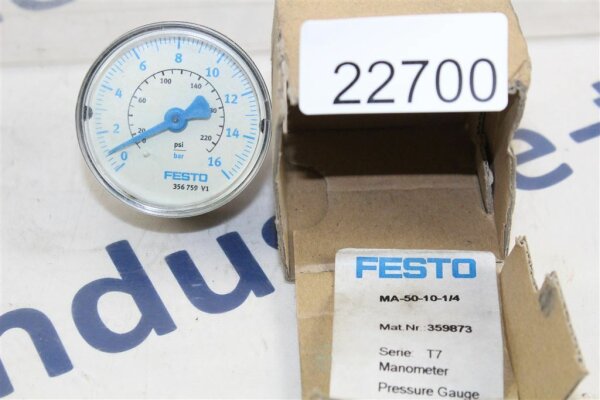 22700
0 2 4 6 8 10 12 14 16
0 20 60 100 140 220
psi
bar
FESTO
356 759 V1
FESTO
MA-50-10-1/4
Mat.Nr. 359873
Serie: T7
Manometer
Pressure Gauge
ndus
e